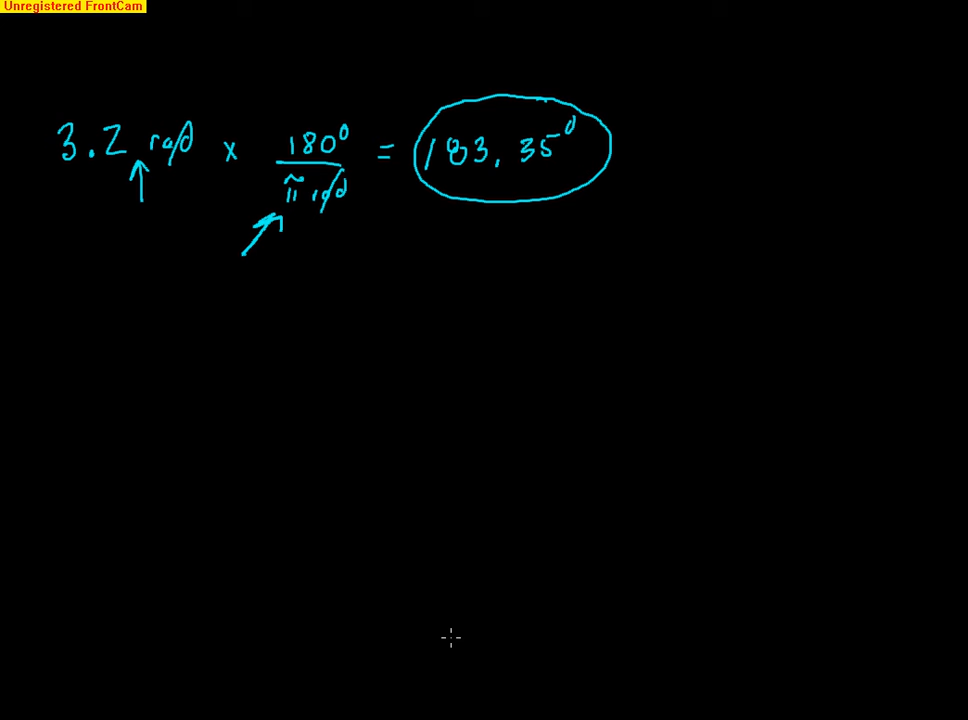 Unregistered FrontCam
3.2 rad x 180° = 183.35°
π rad